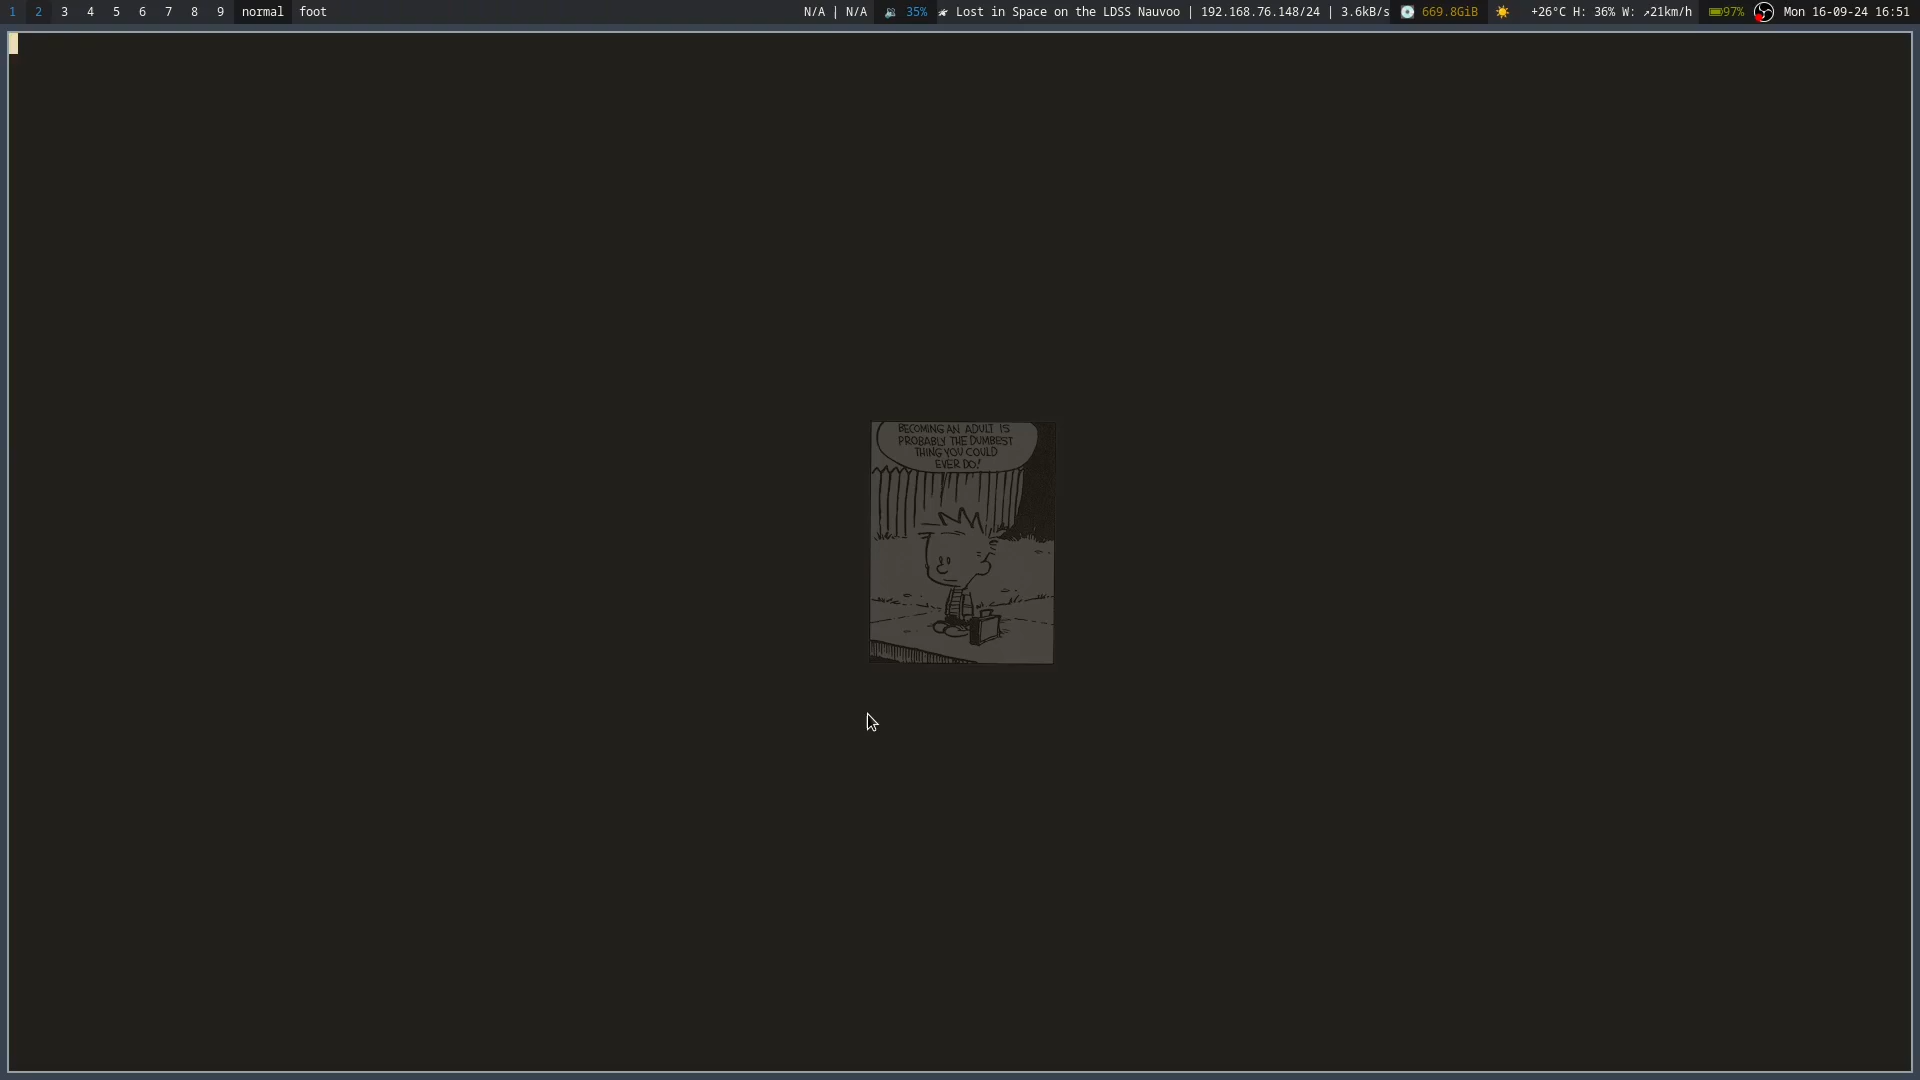 1 2 3 4 5 6 7 8 9 normal foot N/A | N/A 35% Lost in Space on the LDSS Nauvoo | 192.168.76.148/24 | 3.6kB/s 669.8GiB +26°C H: 36% W: ↗21km/h 97% Mon 16-09-24 16:51
BECOMING AN ADULT IS
PROBABLY THE DUMBEST
THING YOU COULD
EVER DO!